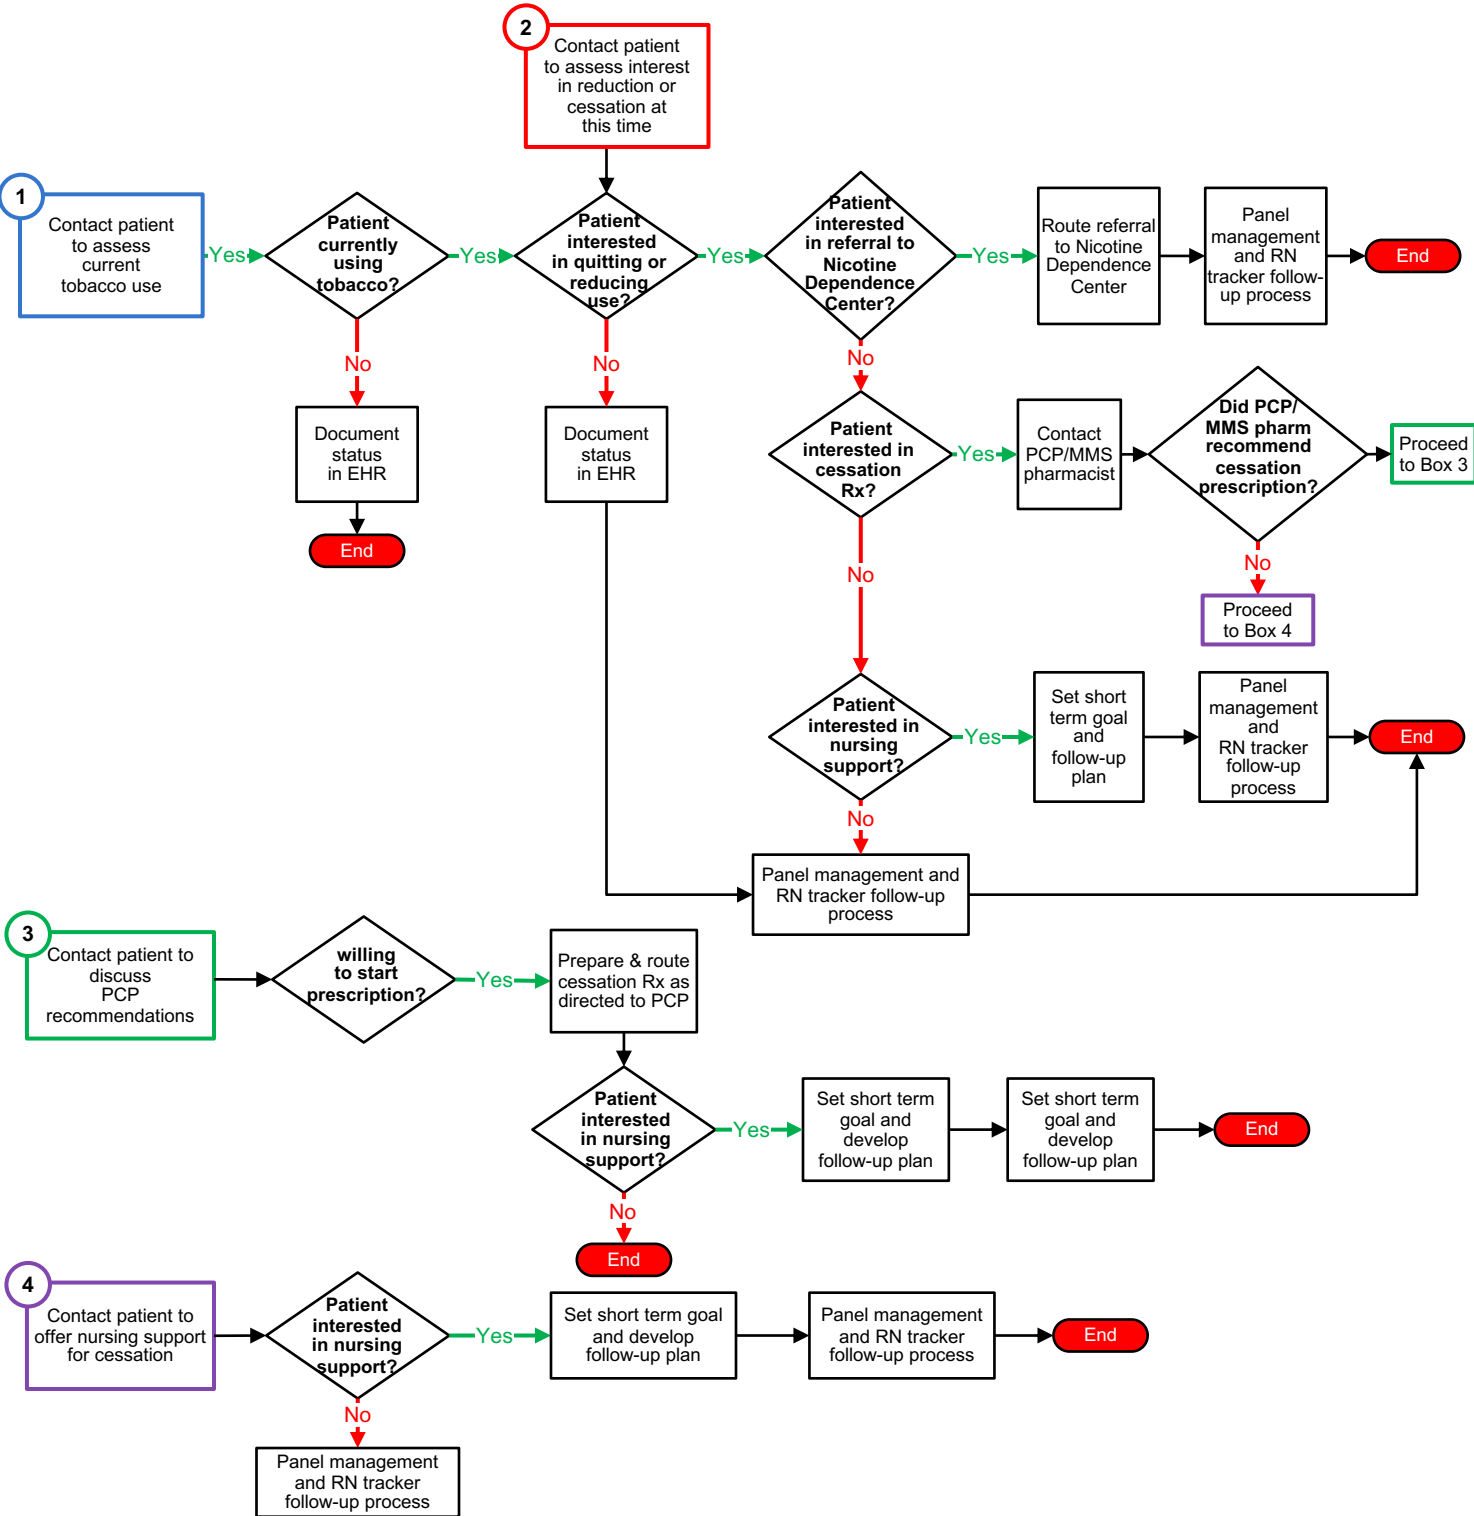 2
Contact patient
to assess interest
in reduction or
cessation at
this time
1
Contact patient
to assess
current
tobacco use
Yes
Patient
currently
using
tobacco?
Yes
Patient
interested
in quitting or
reducing
use?
Yes
Patient
interested
in referral to
Nicotine
Dependence
Center?
Yes
Route referral
to Nicotine
Dependence
Center
Panel
management
and RN
tracker follow-
up process
End
No
No
No
Document
status
in EHR
End
Document
status
in EHR
Patient
interested in
cessation
Rx?
Yes
Contact
PCP/MMS
pharmacist
Did PCP/
MMS pharm
recommend
cessation
prescription?
Proceed
to Box 3
No
No
Proceed
to Box 4
Patient
interested in
nursing
support?
Yes
Set short
term goal
and
follow-up
plan
Panel
management
and
RN tracker
follow-up
process
End
No
Panel management and
RN tracker follow-up
process
3
Contact patient to
discuss
PCP
recommendations
willing
to start
prescription?
Yes
Prepare & route
cessation Rx as
directed to PCP
Patient
interested
in nursing
support?
Yes
Set short term
goal and
develop
follow-up plan
Set short term
goal and
develop
follow-up plan
End
No
End
4
Contact patient to
offer nursing support
for cessation
Patient
interested
in nursing
support?
Yes
Set short term goal
and develop
follow-up plan
Panel management
and RN tracker
follow-up process
End
No
Panel management
and RN tracker
follow-up process